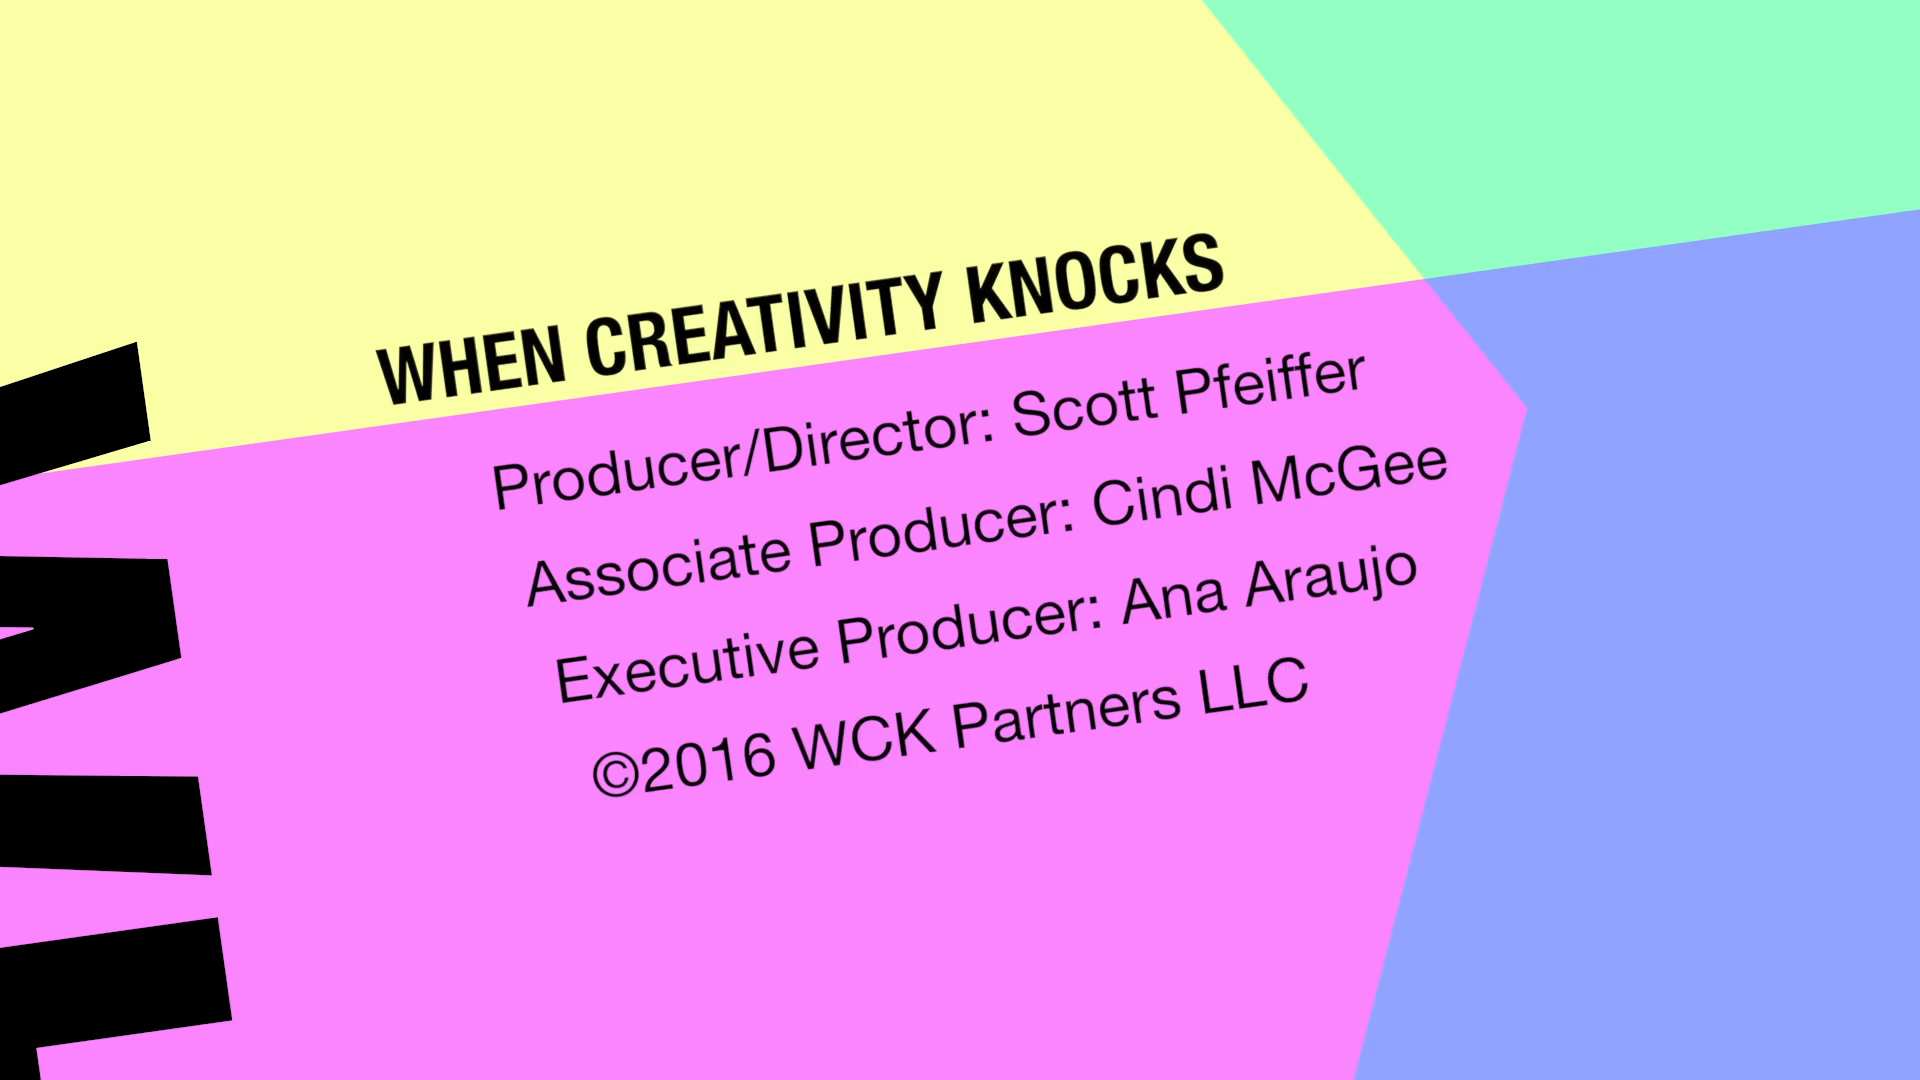 WHEN CREATIVITY KNOCKS
Producer/Director: Scott Pfeiffer
Associate Producer: Cindi McGee
Executive Producer: Ana Araujo
©2016 WCK Partners LLC